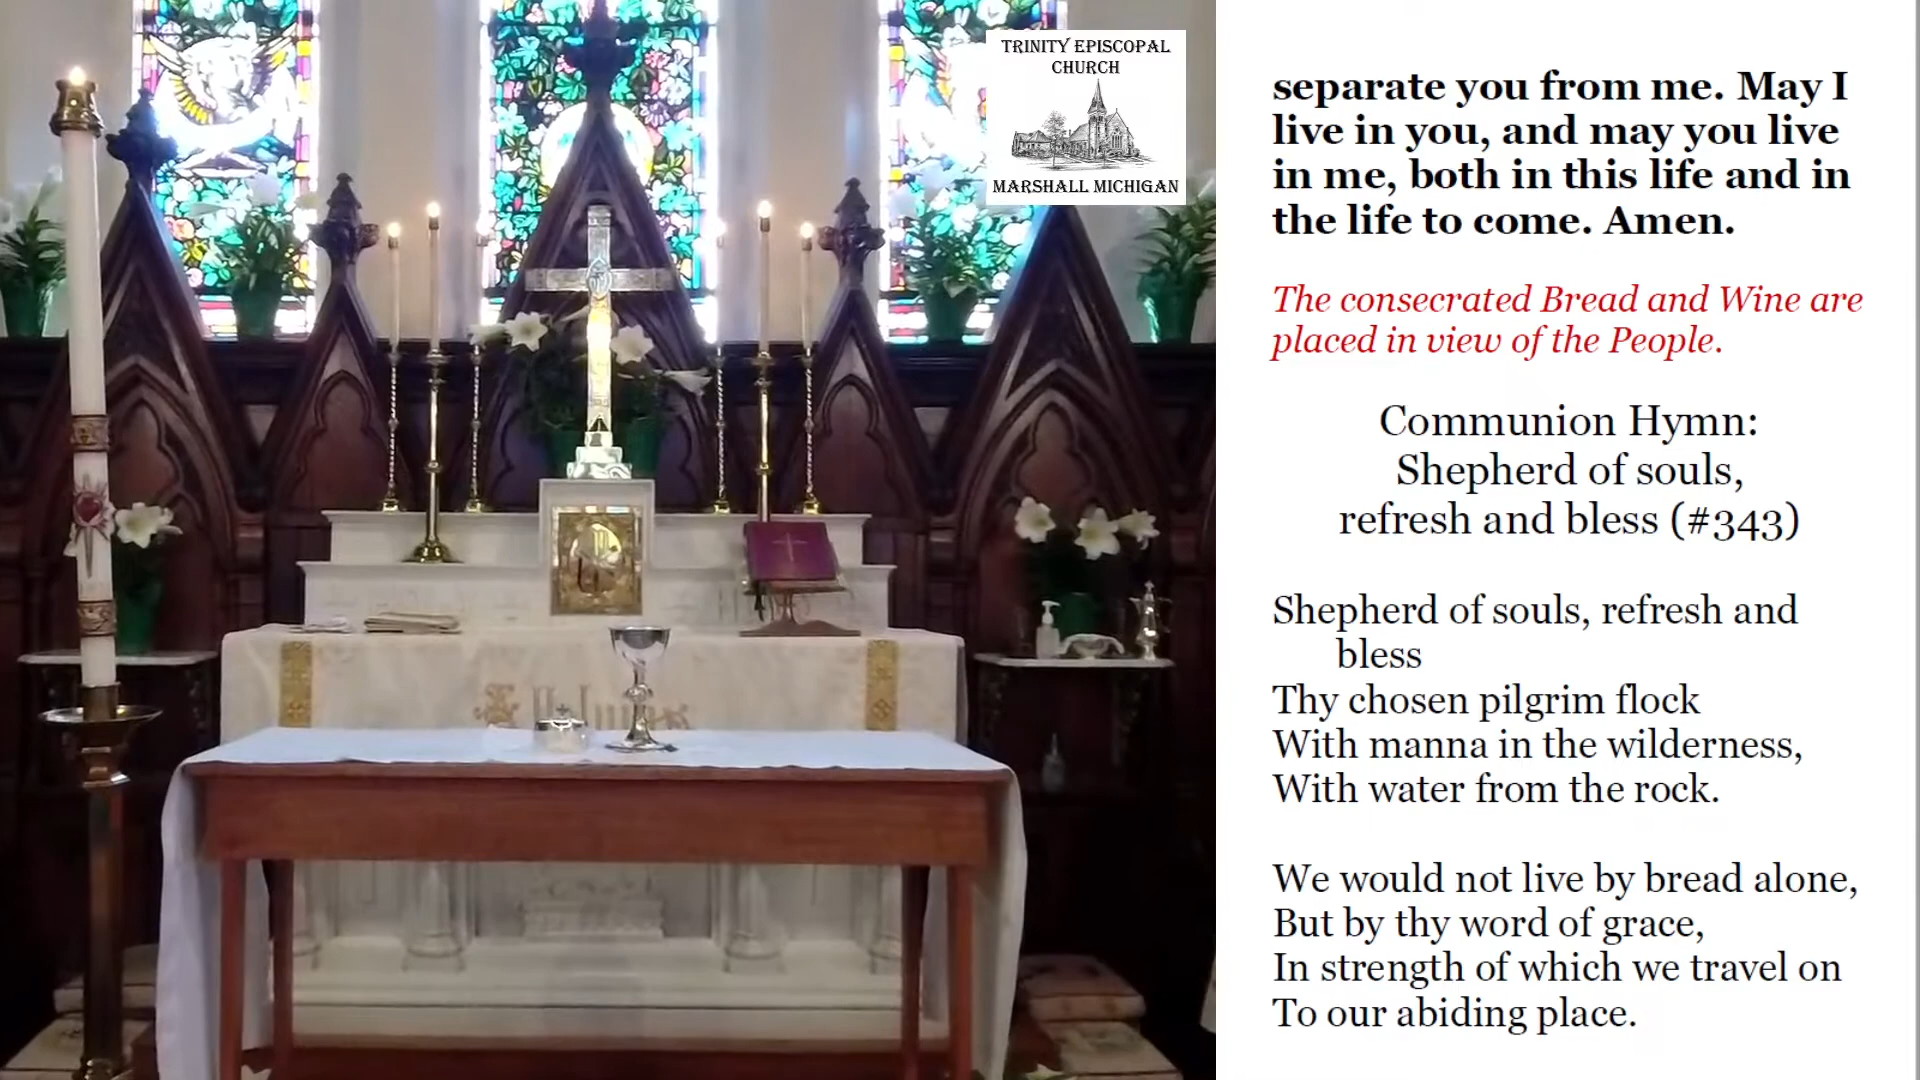 TRINITY EPISCOPAL
CHURCH
MARSHALL MICHIGAN
separate you from me. May I
live in you, and may you live
in me, both in this life and in
the life to come. Amen.
The consecrated Bread and Wine are
placed in view of the People.
Communion Hymn:
Shepherd of souls,
refresh and bless (#343)
Shepherd of souls, refresh and
bless
Thy chosen pilgrim flock
With manna in the wilderness,
With water from the rock.
We would not live by bread alone,
But by thy word of grace,
In strength of which we travel on
To our abiding place.